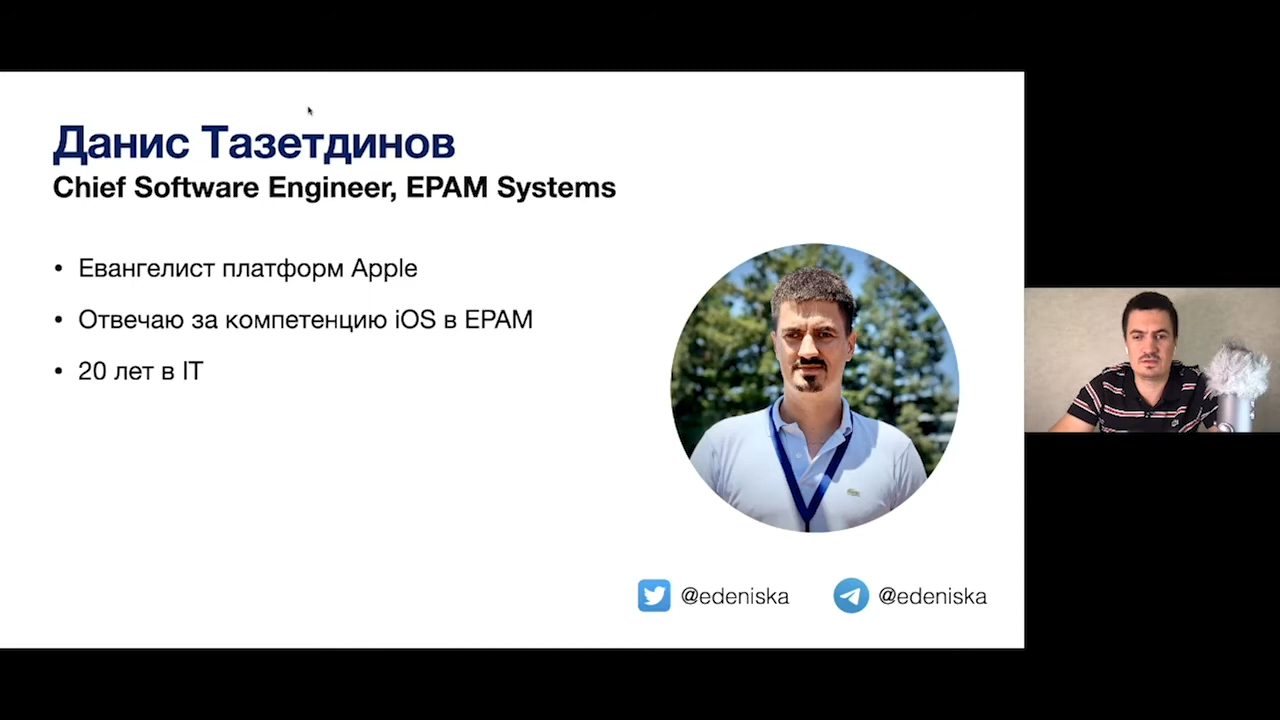 Данис Тазетдинов
Chief Software Engineer, EPAM Systems
• Евангелист платформ Apple
• Отвечаю за компетенцию iOS в EPAM
• 20 лет в IT
@edeniska
@edeniska